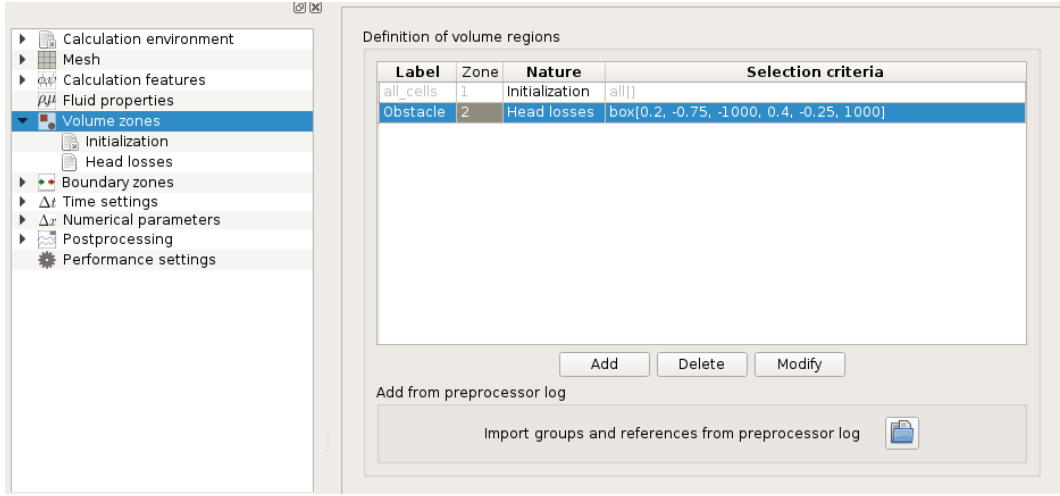 Calculation environment
Mesh
Calculation features
Fluid properties
Volume zones
Initialization
Head losses
Boundary zones
Δt Time settings
Δx Numerical parameters
Postprocessing
Performance settings
Definition of volume regions
Label Zone Nature Selection criteria
all_cells 1 Initialization all[]
Obstacle 2 Head losses box[0.2, -0.75, -1000, 0.4, -0.25, 1000]
Add Delete Modify
Add from preprocessor log
Import groups and references from preprocessor log